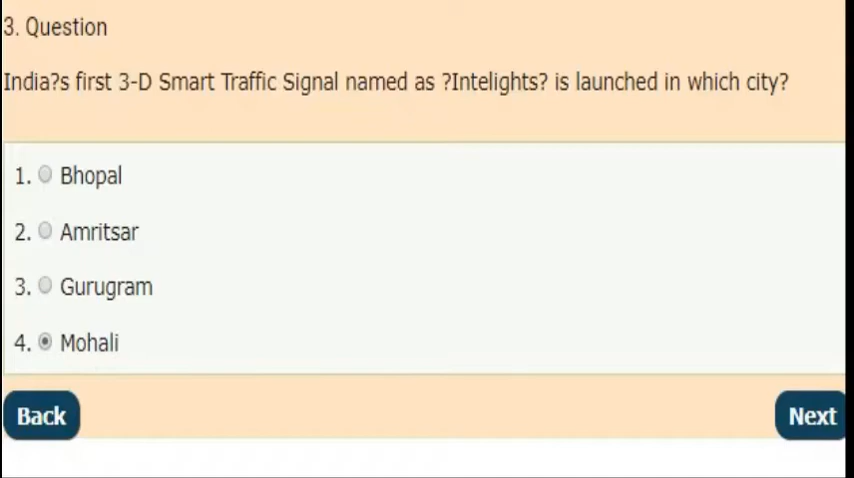 3. Question
India?s first 3-D Smart Traffic Signal named as ?Intelights? is launched in which city?
1. Bhopal
2. Amritsar
3. Gurugram
4. Mohali
Back Next